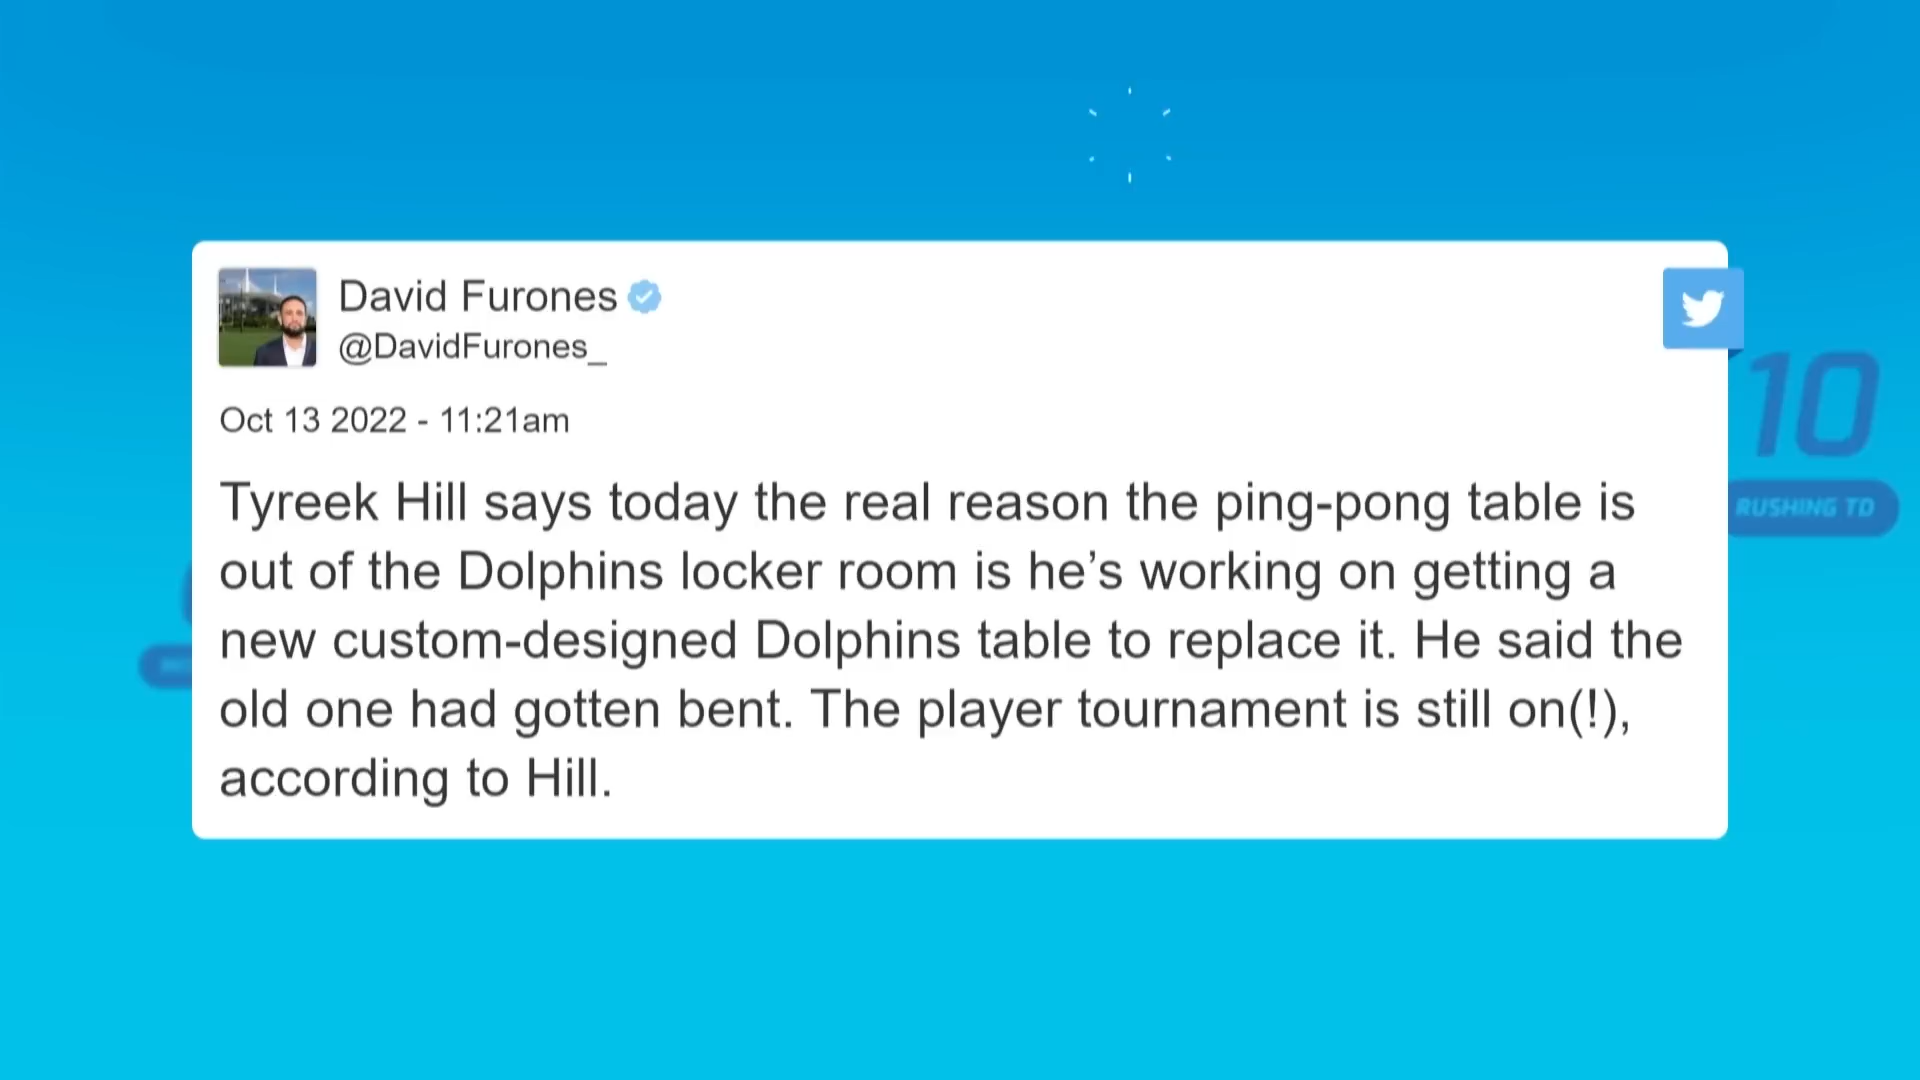 David Furones
@DavidFurones_
Oct 13 2022 - 11:21am
Tyreek Hill says today the real reason the ping-pong table is
out of the Dolphins locker room is he’s working on getting a
new custom-designed Dolphins table to replace it. He said the
old one had gotten bent. The player tournament is still on(!),
according to Hill.
10
RUSHING TD